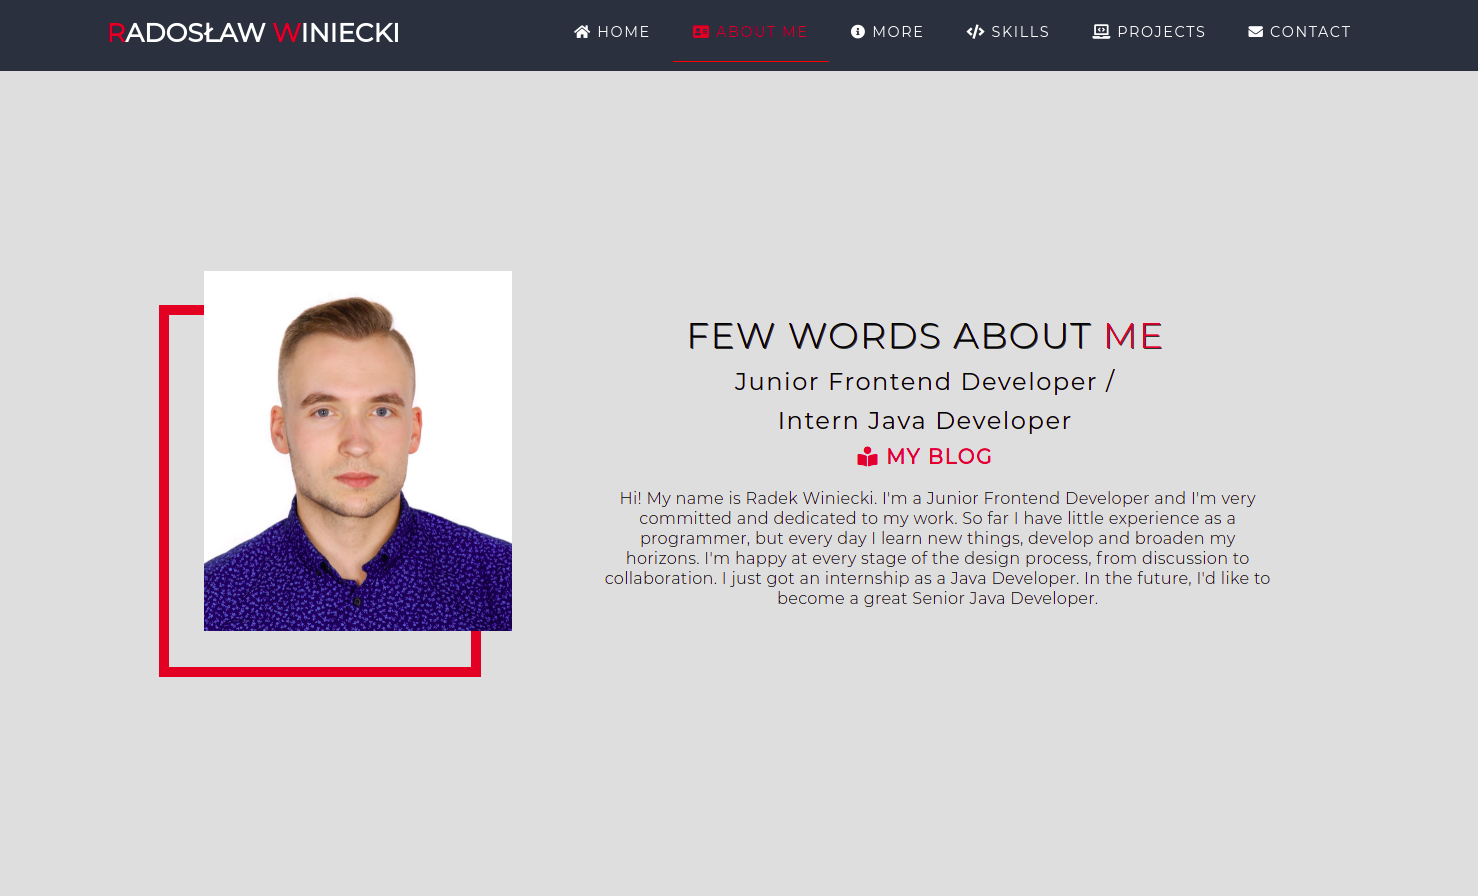 RADOSŁAW WINIECKI
HOME ABOUT ME MORE SKILLS PROJECTS CONTACT
FEW WORDS ABOUT ME
Junior Frontend Developer /
Intern Java Developer
MY BLOG
Hi! My name is Radek Winiecki. I'm a Junior Frontend Developer and I'm very
committed and dedicated to my work. So far I have little experience as a
programmer, but every day I learn new things, develop and broaden my
horizons. I'm happy at every stage of the design process, from discussion to
collaboration. I just got an internship as a Java Developer. In the future, I'd like to
become a great Senior Java Developer.